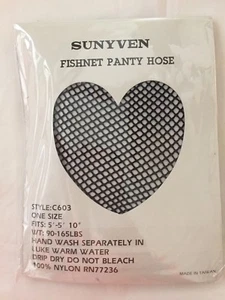 SUNYVEN
FISHNET PANTY HOSE
STYLE:C603
ONE SIZE
FITS: 5'-5' 10"
WT: 90-165LBS
HAND WASH SEPARATELY IN
LUKE WARM WATER
DRIP DRY DO NOT BLEACH
100% NYLON RN77236
MADE IN TAIWAN